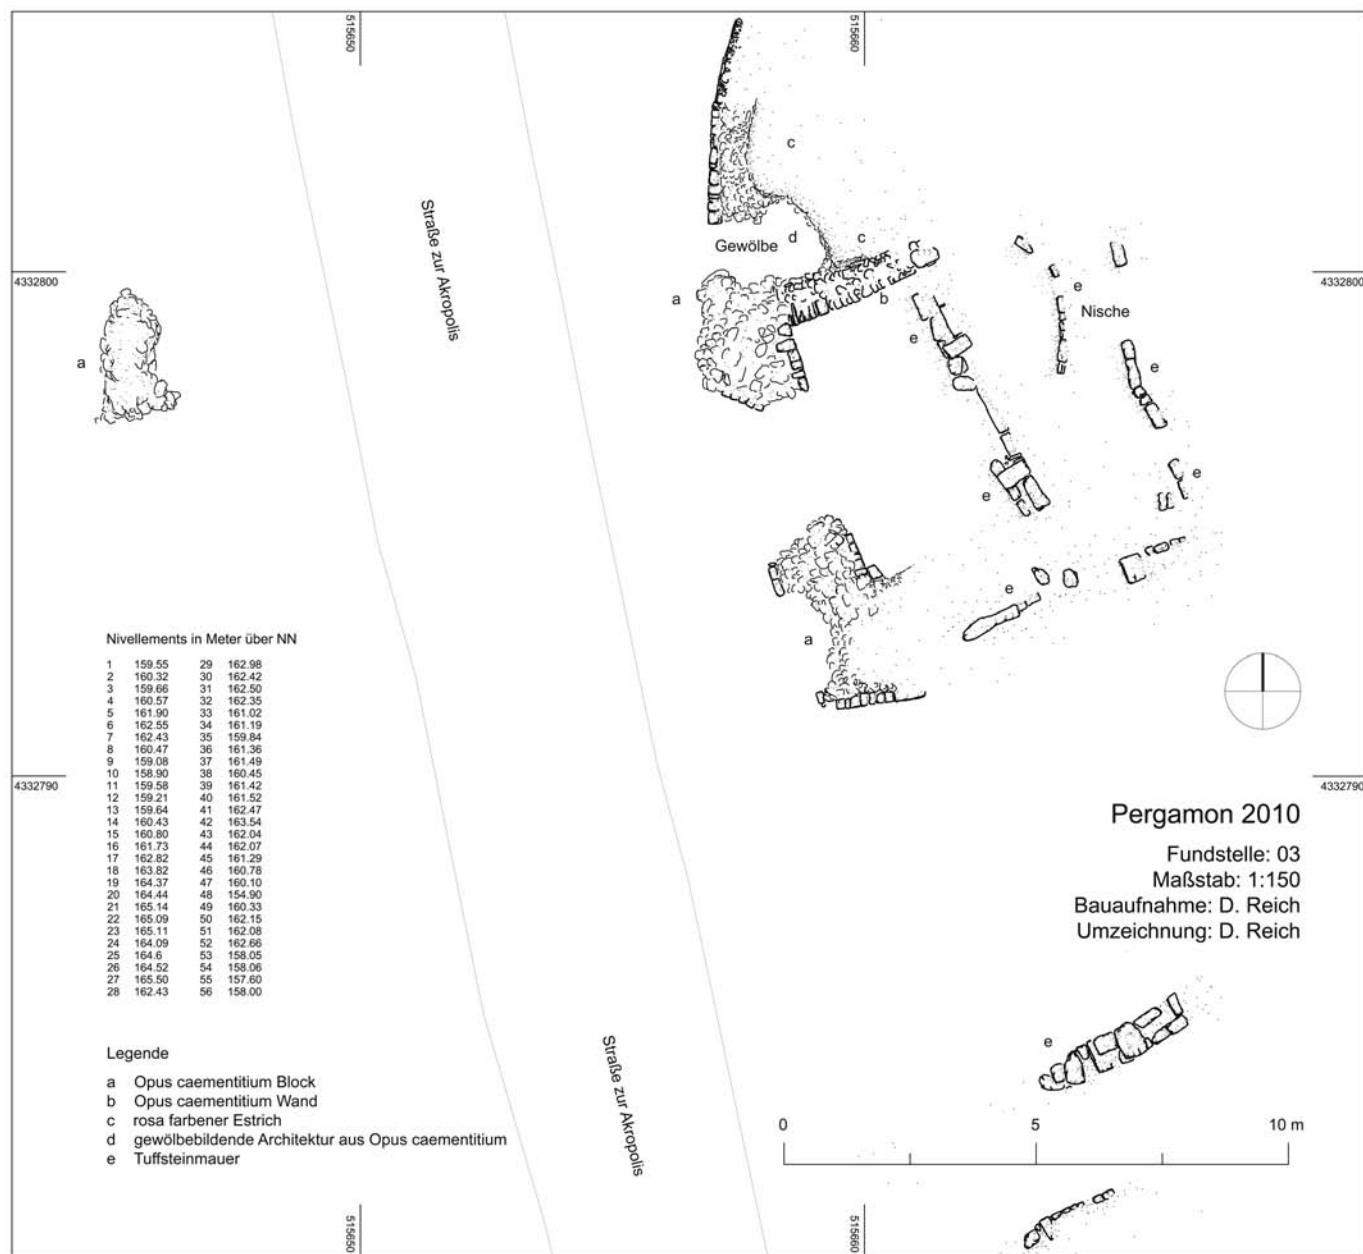 515650
515660
c
Straße zur Akropolis
Gewölbe
d
c
4332800
4332800
a
b
e
Nische
a
e
e
e
e
e
a
Nivellements in Meter über NN
1 159.55 29 162.98
2 160.32 30 162.42
3 159.66 31 162.50
4 160.57 32 162.35
5 161.90 33 161.02
6 162.55 34 161.19
7 162.43 35 159.84
8 160.47 36 161.36
9 159.08 37 161.49
10 158.90 38 160.45
11 159.58 39 161.42
12 159.21 40 161.52
13 159.64 41 162.47
14 160.43 42 163.54
15 160.80 43 162.04
16 161.73 44 162.07
17 162.82 45 161.29
18 163.82 46 160.78
19 164.37 47 160.10
20 164.44 48 154.90
21 165.14 49 160.33
22 165.09 50 162.15
23 165.11 51 162.08
24 164.09 52 162.66
25 164.6 53 158.05
26 164.52 54 158.06
27 165.50 55 157.60
28 162.43 56 158.00
4332790
4332790
Pergamon 2010
Fundstelle: 03
Maßstab: 1:150
Bauaufnahme: D. Reich
Umzeichnung: D. Reich
Legende
a Opus caementitium Block
b Opus caementitium Wand
c rosa farbener Estrich
d gewölbebildende Architektur aus Opus caementitium
e Tuffsteinmauer
Straße zur Akropolis
e
0 5 10 m
515650
515660